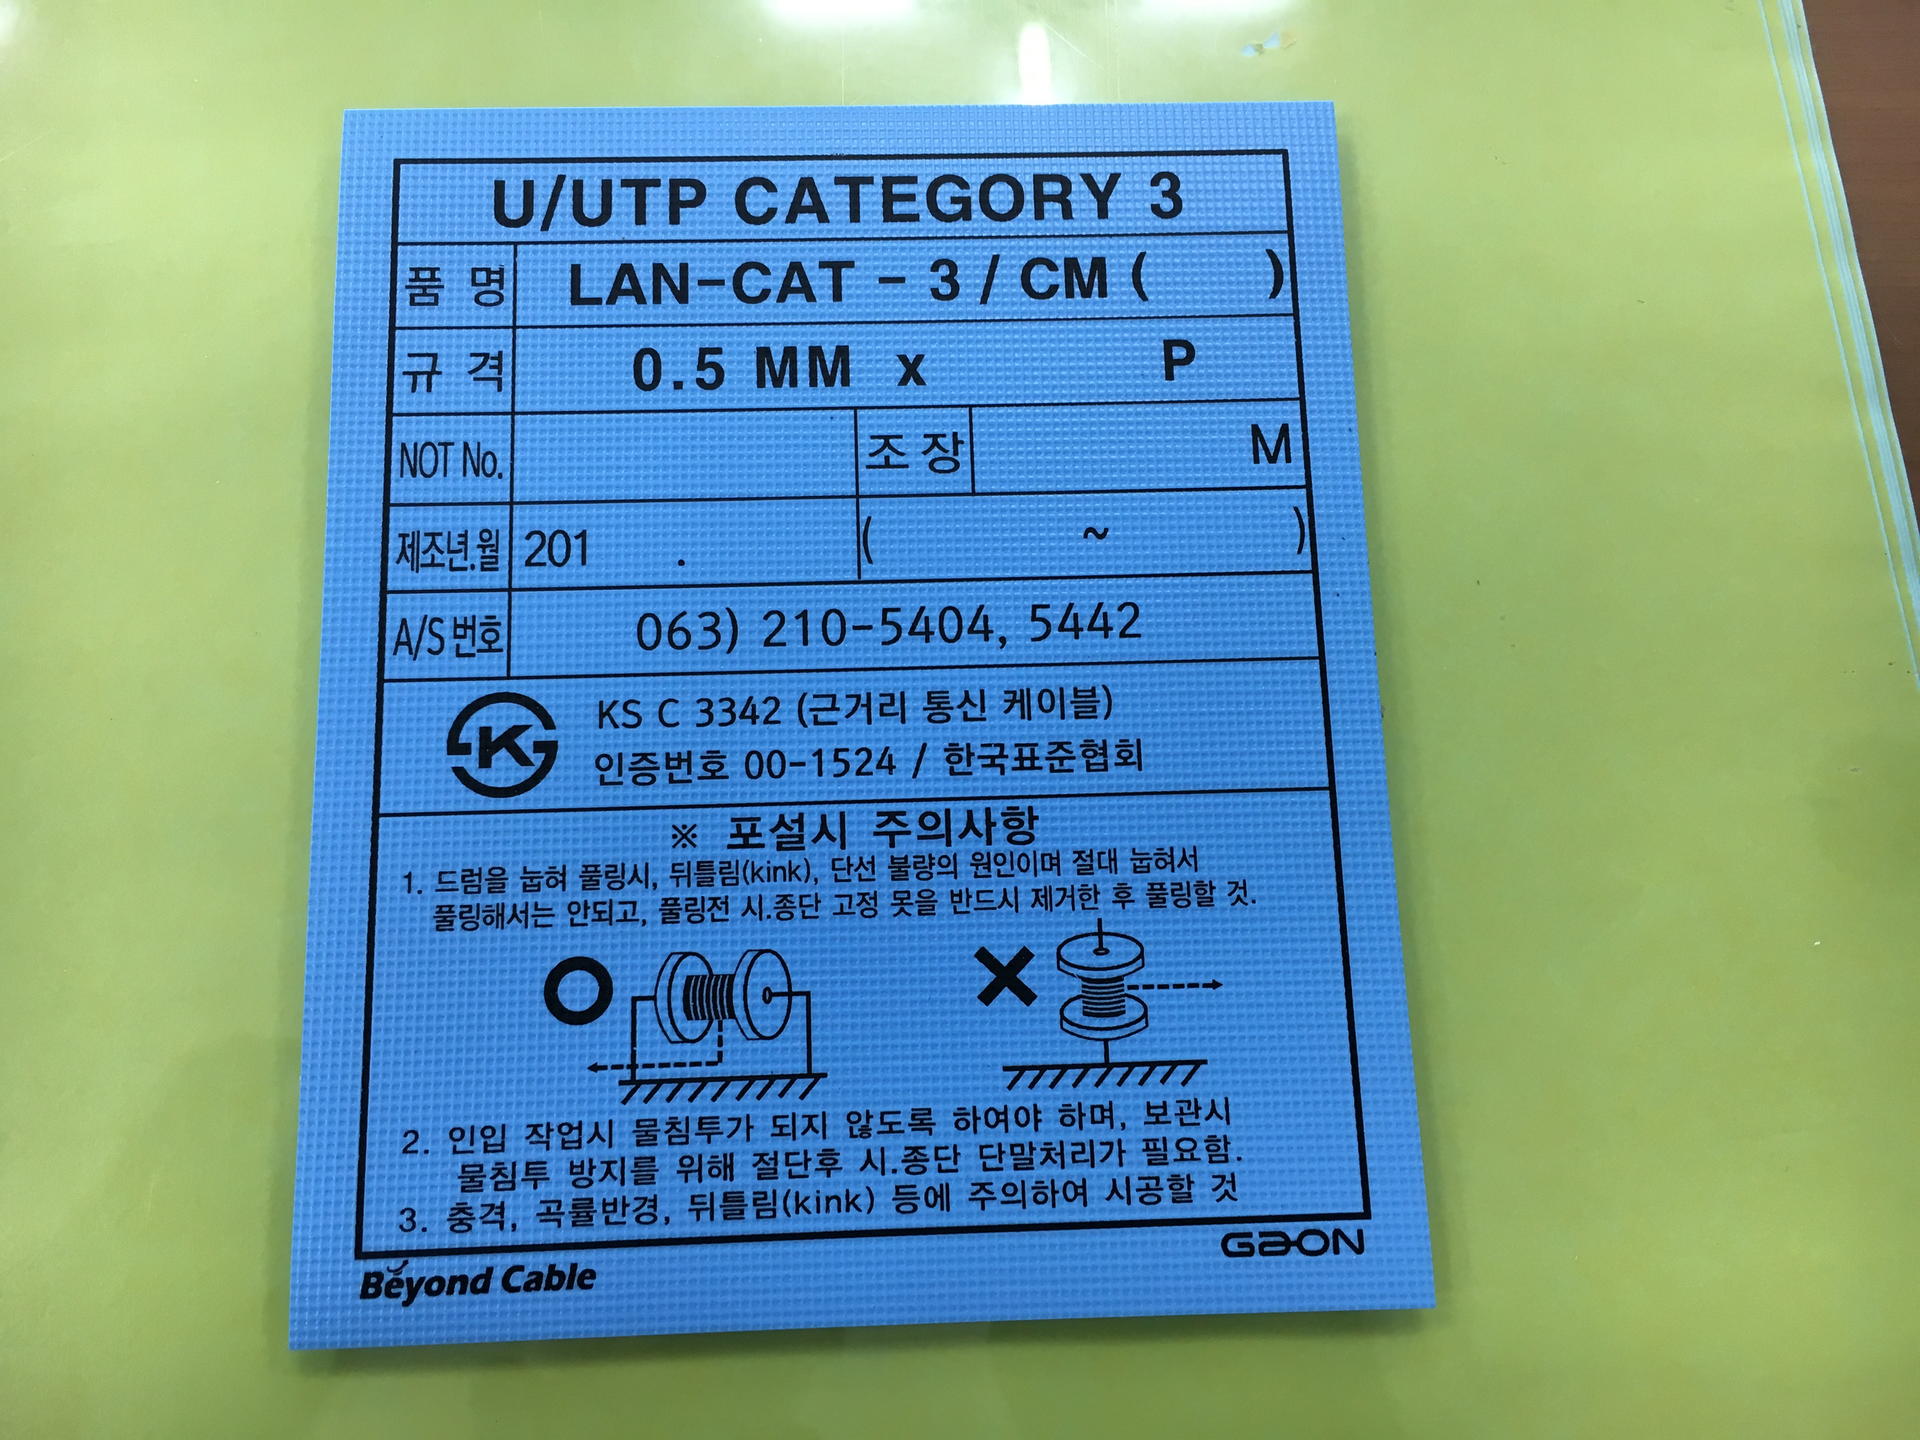 U/UTP CATEGORY 3
품 명 LAN-CAT - 3 / CM ( )
규 격 0.5 MM x P
NOT No. 조 장 M
제조년.월 201 . ( ~ )
A/S 번호 063) 210-5404, 5442
KS C 3342 (근거리 통신 케이블)
인증번호 00-1524 / 한국표준협회
※ 포설시 주의사항
1. 드럼을 눕혀 풀링시, 뒤틀림(kink), 단선 불량의 원인이며 절대 눕혀서
풀링해서는 안되고, 풀링전 시.종단 고정 못을 반드시 제거한 후 풀링할 것.
2. 인입 작업시 물침투가 되지 않도록 하여야 하며, 보관시
물침투 방지를 위해 절단후 시.종단 단말처리가 필요함.
3. 충격, 곡률반경, 뒤틀림(kink) 등에 주의하여 시공할 것
GAON
Beyond Cable